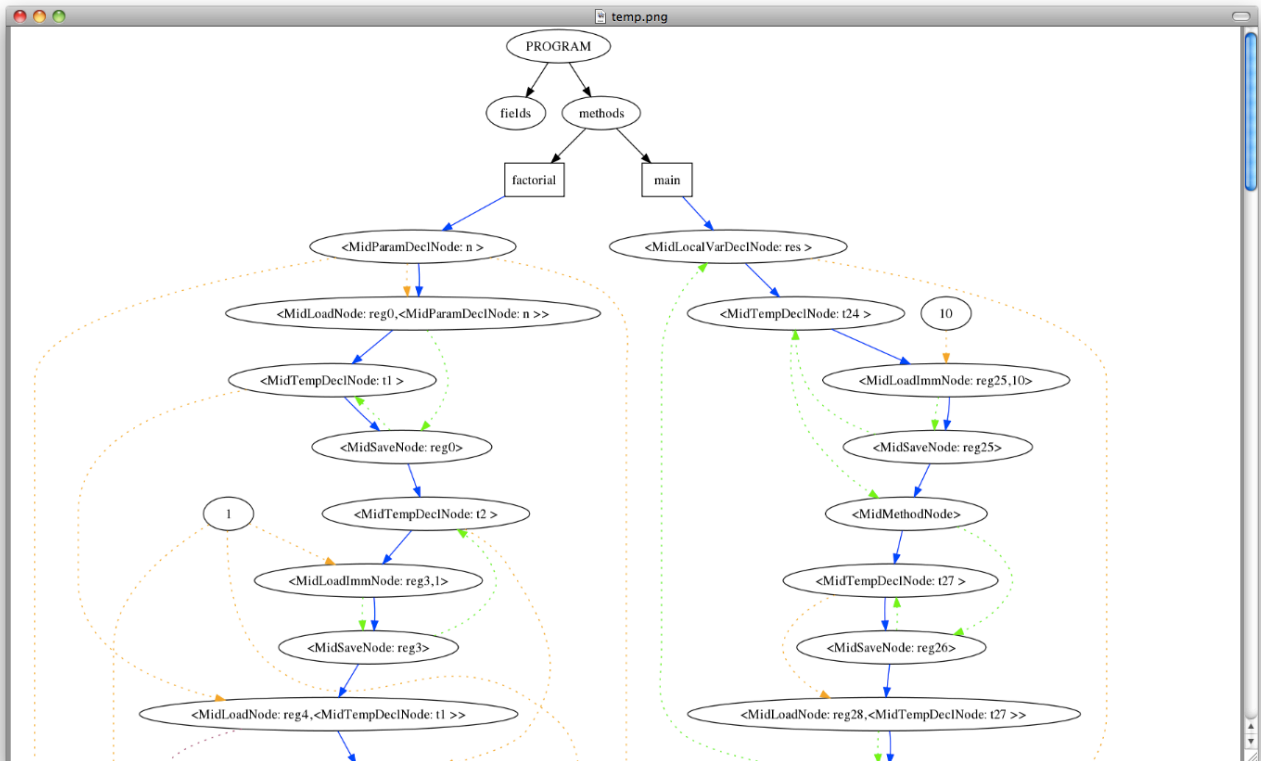 temp.png
PROGRAM
fields
methods
factorial
main
<MidParamDeclNode: n >
<MidLocalVarDeclNode: res >
<MidLoadNode: reg0,<MidParamDeclNode: n >>
<MidTempDeclNode: t24 >
10
<MidTempDeclNode: t1 >
<MidLoadImmNode: reg25,10>
<MidSaveNode: reg0>
<MidSaveNode: reg25>
1
<MidTempDeclNode: t2 >
<MidMethodNode>
<MidLoadImmNode: reg3,1>
<MidTempDeclNode: t27 >
<MidSaveNode: reg3>
<MidSaveNode: reg26>
<MidLoadNode: reg4,<MidTempDeclNode: t1 >>
<MidLoadNode: reg28,<MidTempDeclNode: t27 >>